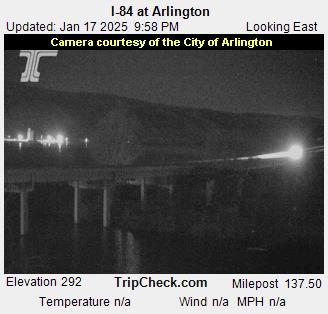 I-84 at Arlington
Updated: Jan 17 2025 9:58 PM Looking East
Camera courtesy of the City of Arlington
Elevation 292 TripCheck.com Milepost 137.50
Temperature n/a Wind n/a MPH n/a